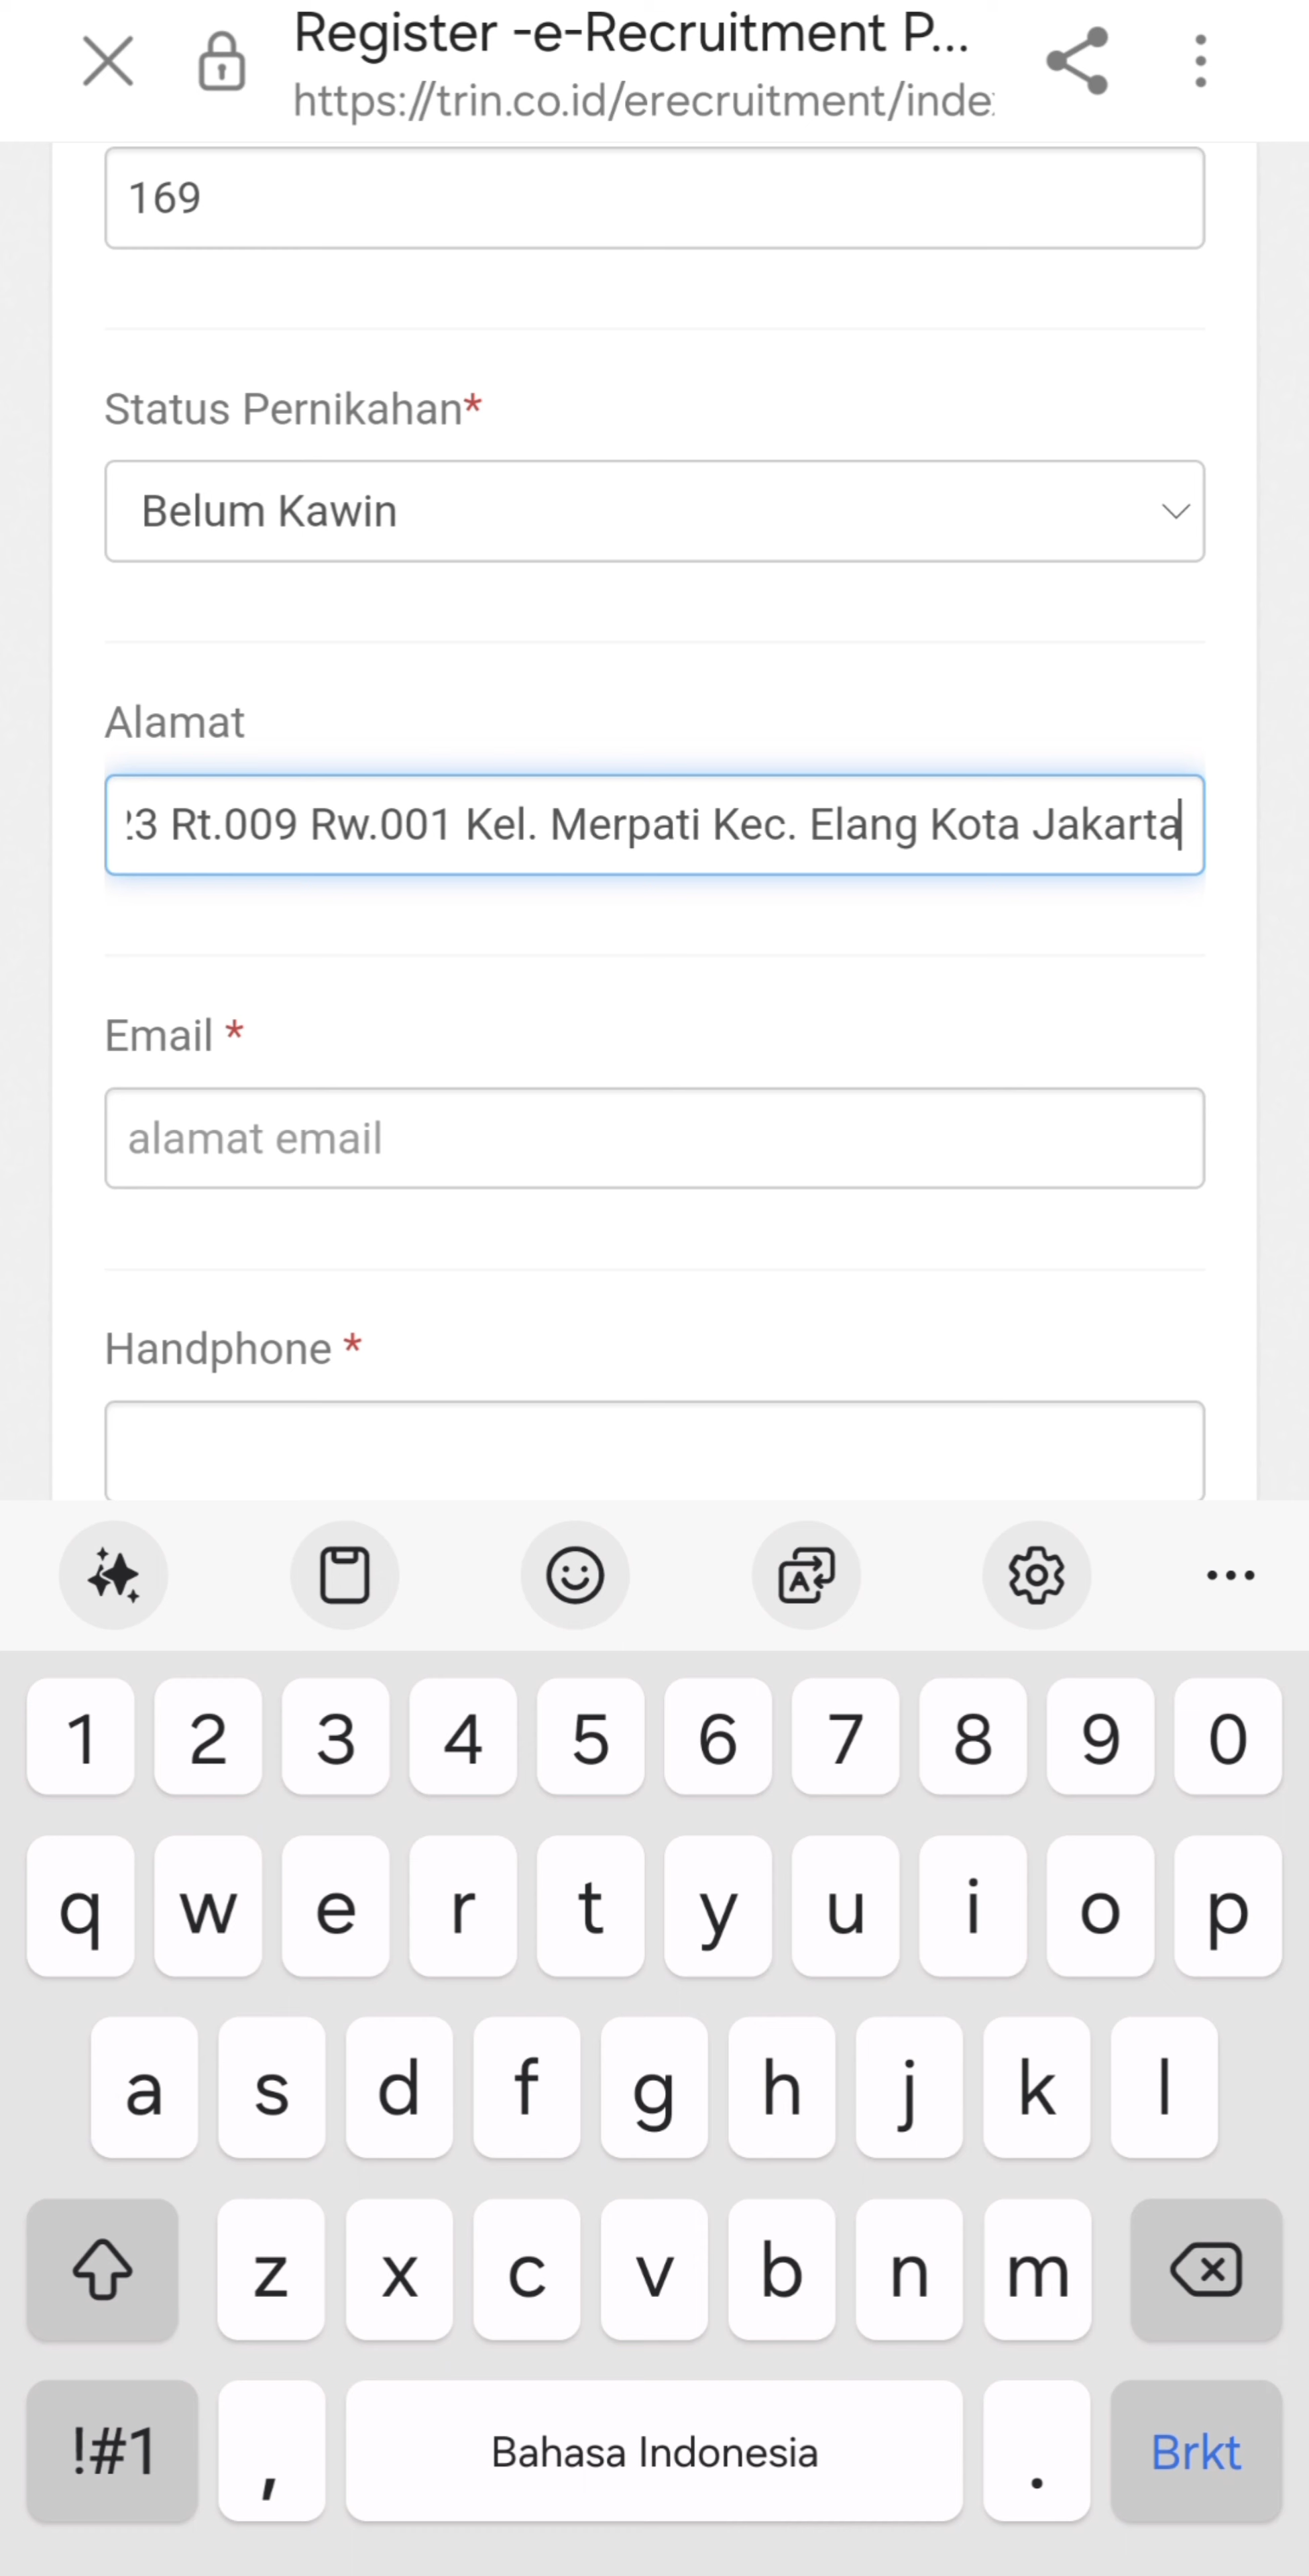 Register -e-Recruitment P...
https://trin.co.id/erecruitment/inde
169
Status Pernikahan*
Belum Kawin
Alamat
3 Rt.009 Rw.001 Kel. Merpati Kec. Elang Kota Jakarta
Email *
alamat email
Handphone *
1 2 3 4 5 6 7 8 9 0
q w e r t y u i o p
a s d f g h j k l
z x c v b n m
!#1 , Bahasa Indonesia . Brkt